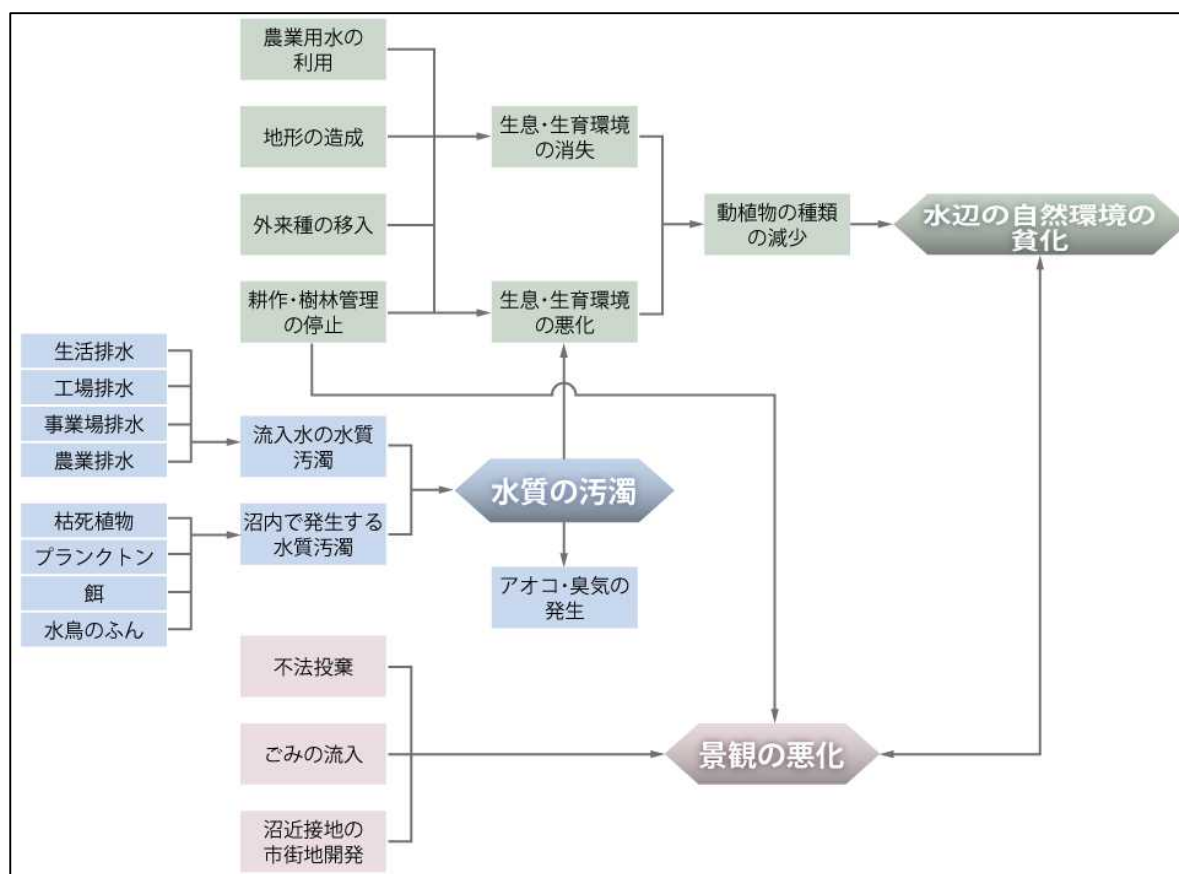 農業用水の
利用
地形の造成
外来種の移入
耕作・樹林管理
の停止
生息・生育環境
の消失
生息・生育環境
の悪化
動植物の種類
の減少
水辺の自然環境の
貧化
生活排水
工場排水
事業場排水
農業排水
流入水の水質
汚濁
枯死植物
プランクトン
餌
水鳥のふん
沼内で発生する
水質汚濁
水質の汚濁
アオコ・臭気の
発生
不法投棄
ごみの流入
沼近接地の
市街地開発
景観の悪化